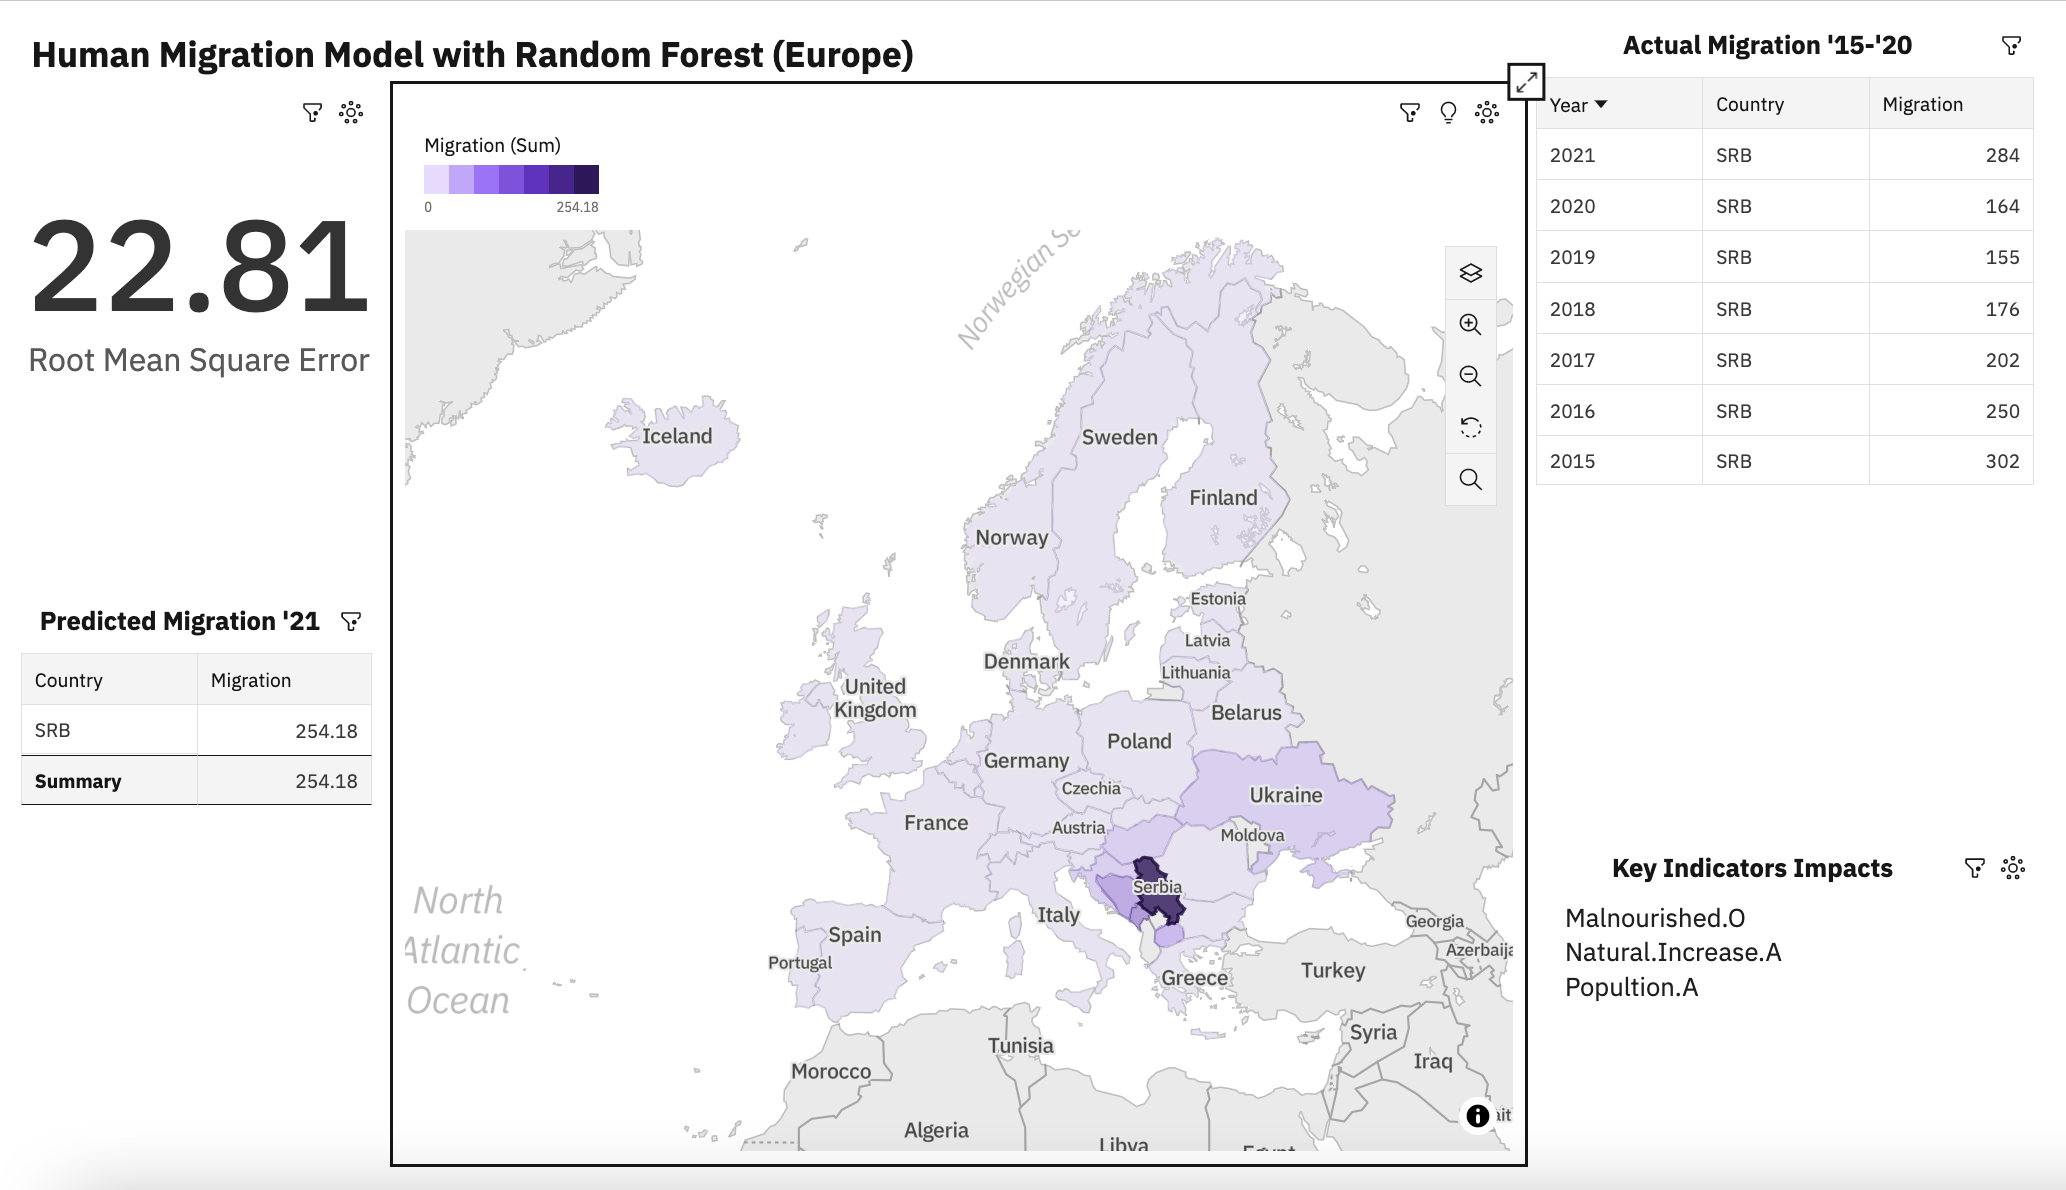 Human Migration Model with Random Forest (Europe)
22.81
Root Mean Square Error
Predicted Migration '21
Country Migration
SRB 254.18
Summary 254.18
Migration (Sum)
0 254.18
Norwegian Se
Iceland
Sweden
Finland
Norway
Estonia
Latvia
Denmark
Lithuania
United
Kingdom
Belarus
Poland
Germany
Czechia
Ukraine
France
Austria
Moldova
Serbia
North
Atlantic
Ocean
Italy
Spain
Portugal
Greece
Georgia
Azerbaija
Turkey
Syria
Iraq
Tunisia
Morocco
Algeria
Libya
Egypt
ait
Actual Migration '15-'20
Year Country Migration
2021 SRB 284
2020 SRB 164
2019 SRB 155
2018 SRB 176
2017 SRB 202
2016 SRB 250
2015 SRB 302
Key Indicators Impacts
Malnourished.O
Natural.Increase.A
Popultion.A